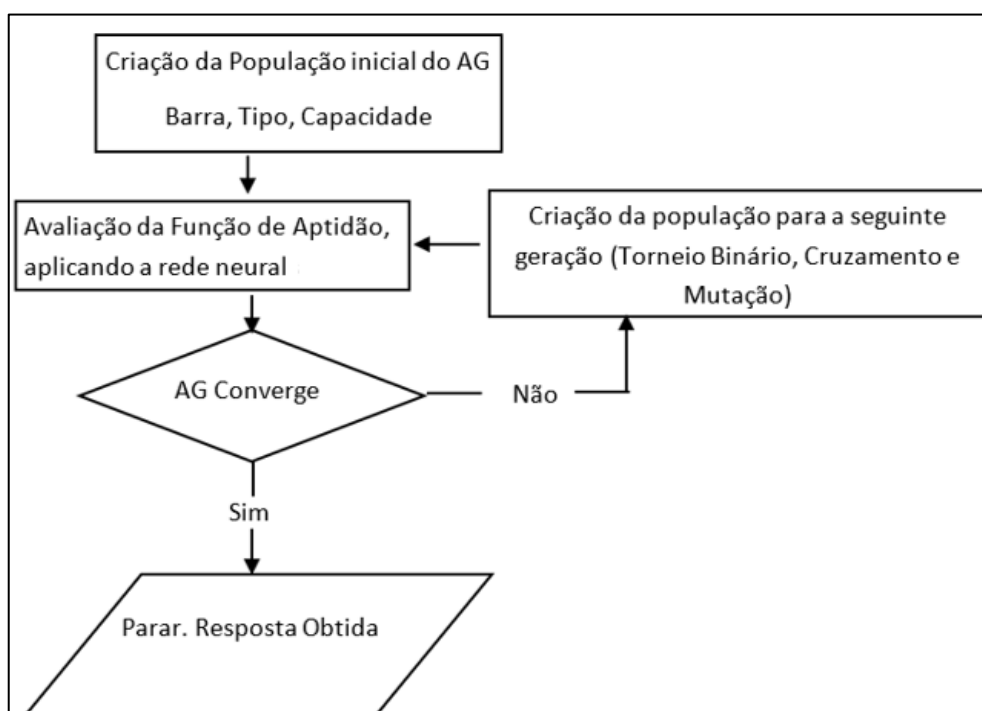 Criação da População inicial do AG
Barra, Tipo, Capacidade
Avaliação da Função de Aptidão,
aplicando a rede neural
Criação da população para a seguinte
geração (Torneio Binário, Cruzamento e
Mutação)
AG Converge
Não
Sim
Parar. Resposta Obtida